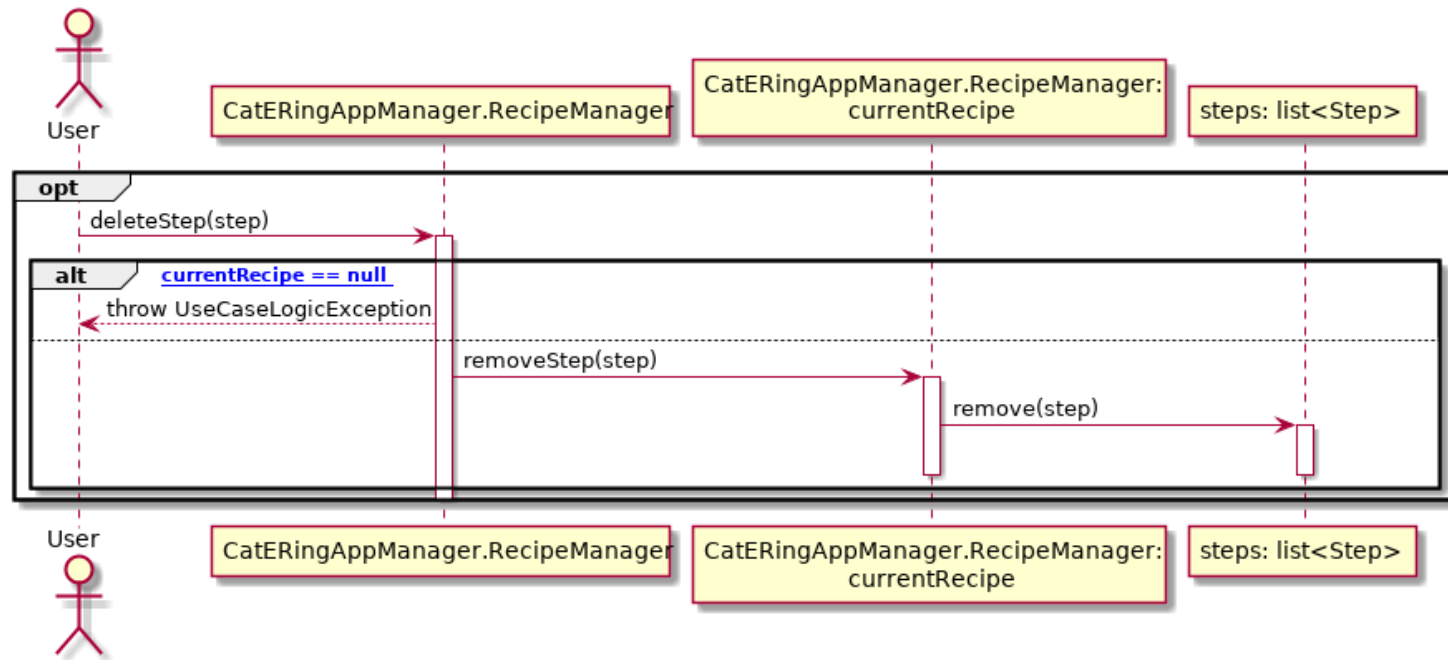 User
CatERingAppManager.RecipeManager
CatERingAppManager.RecipeManager:
currentRecipe
steps: list<Step>
opt
deleteStep(step)
alt
currentRecipe == null
throw UseCaseLogicException
removeStep(step)
remove(step)
User
CatERingAppManager.RecipeManager
CatERingAppManager.RecipeManager:
currentRecipe
steps: list<Step>